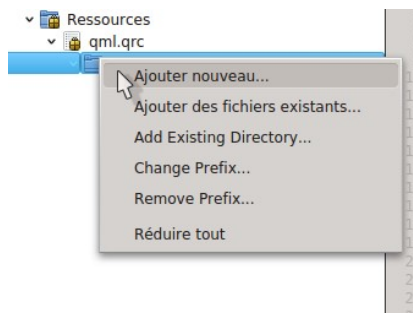 Ressources
qml.qrc
Ajouter nouveau...
Ajouter des fichiers existants...
Add Existing Directory...
Change Prefix...
Remove Prefix...
Réduire tout